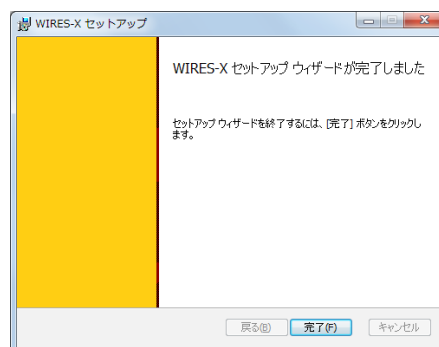 WIRES-X セットアップ
WIRES-X セットアップ ウィザードが完了しました
セットアップ ウィザードを終了するには、[完了] ボタンをクリックし
ます。
戻る(B) 完了(F) キャンセル